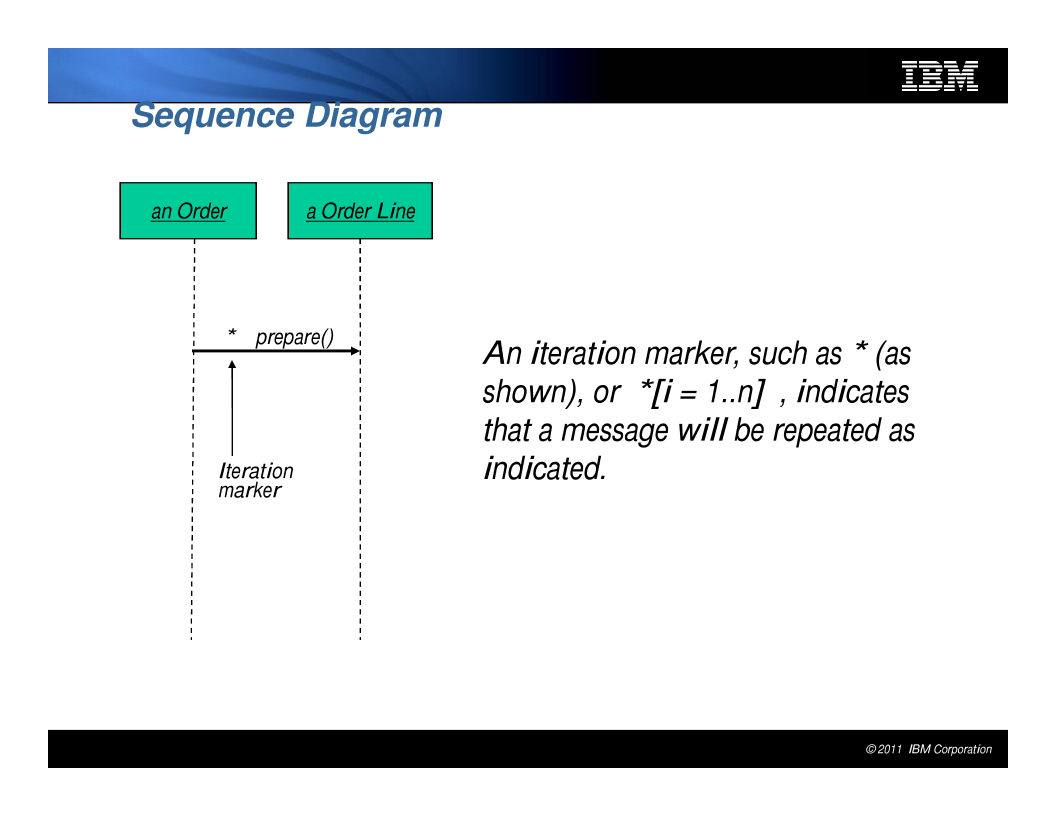 IBM
Sequence Diagram
an Order
a Order Line
* prepare()
Iteration
marker
An iteration marker, such as * (as
shown), or *[i = 1..n] , indicates
that a message will be repeated as
indicated.
© 2011 IBM Corporation